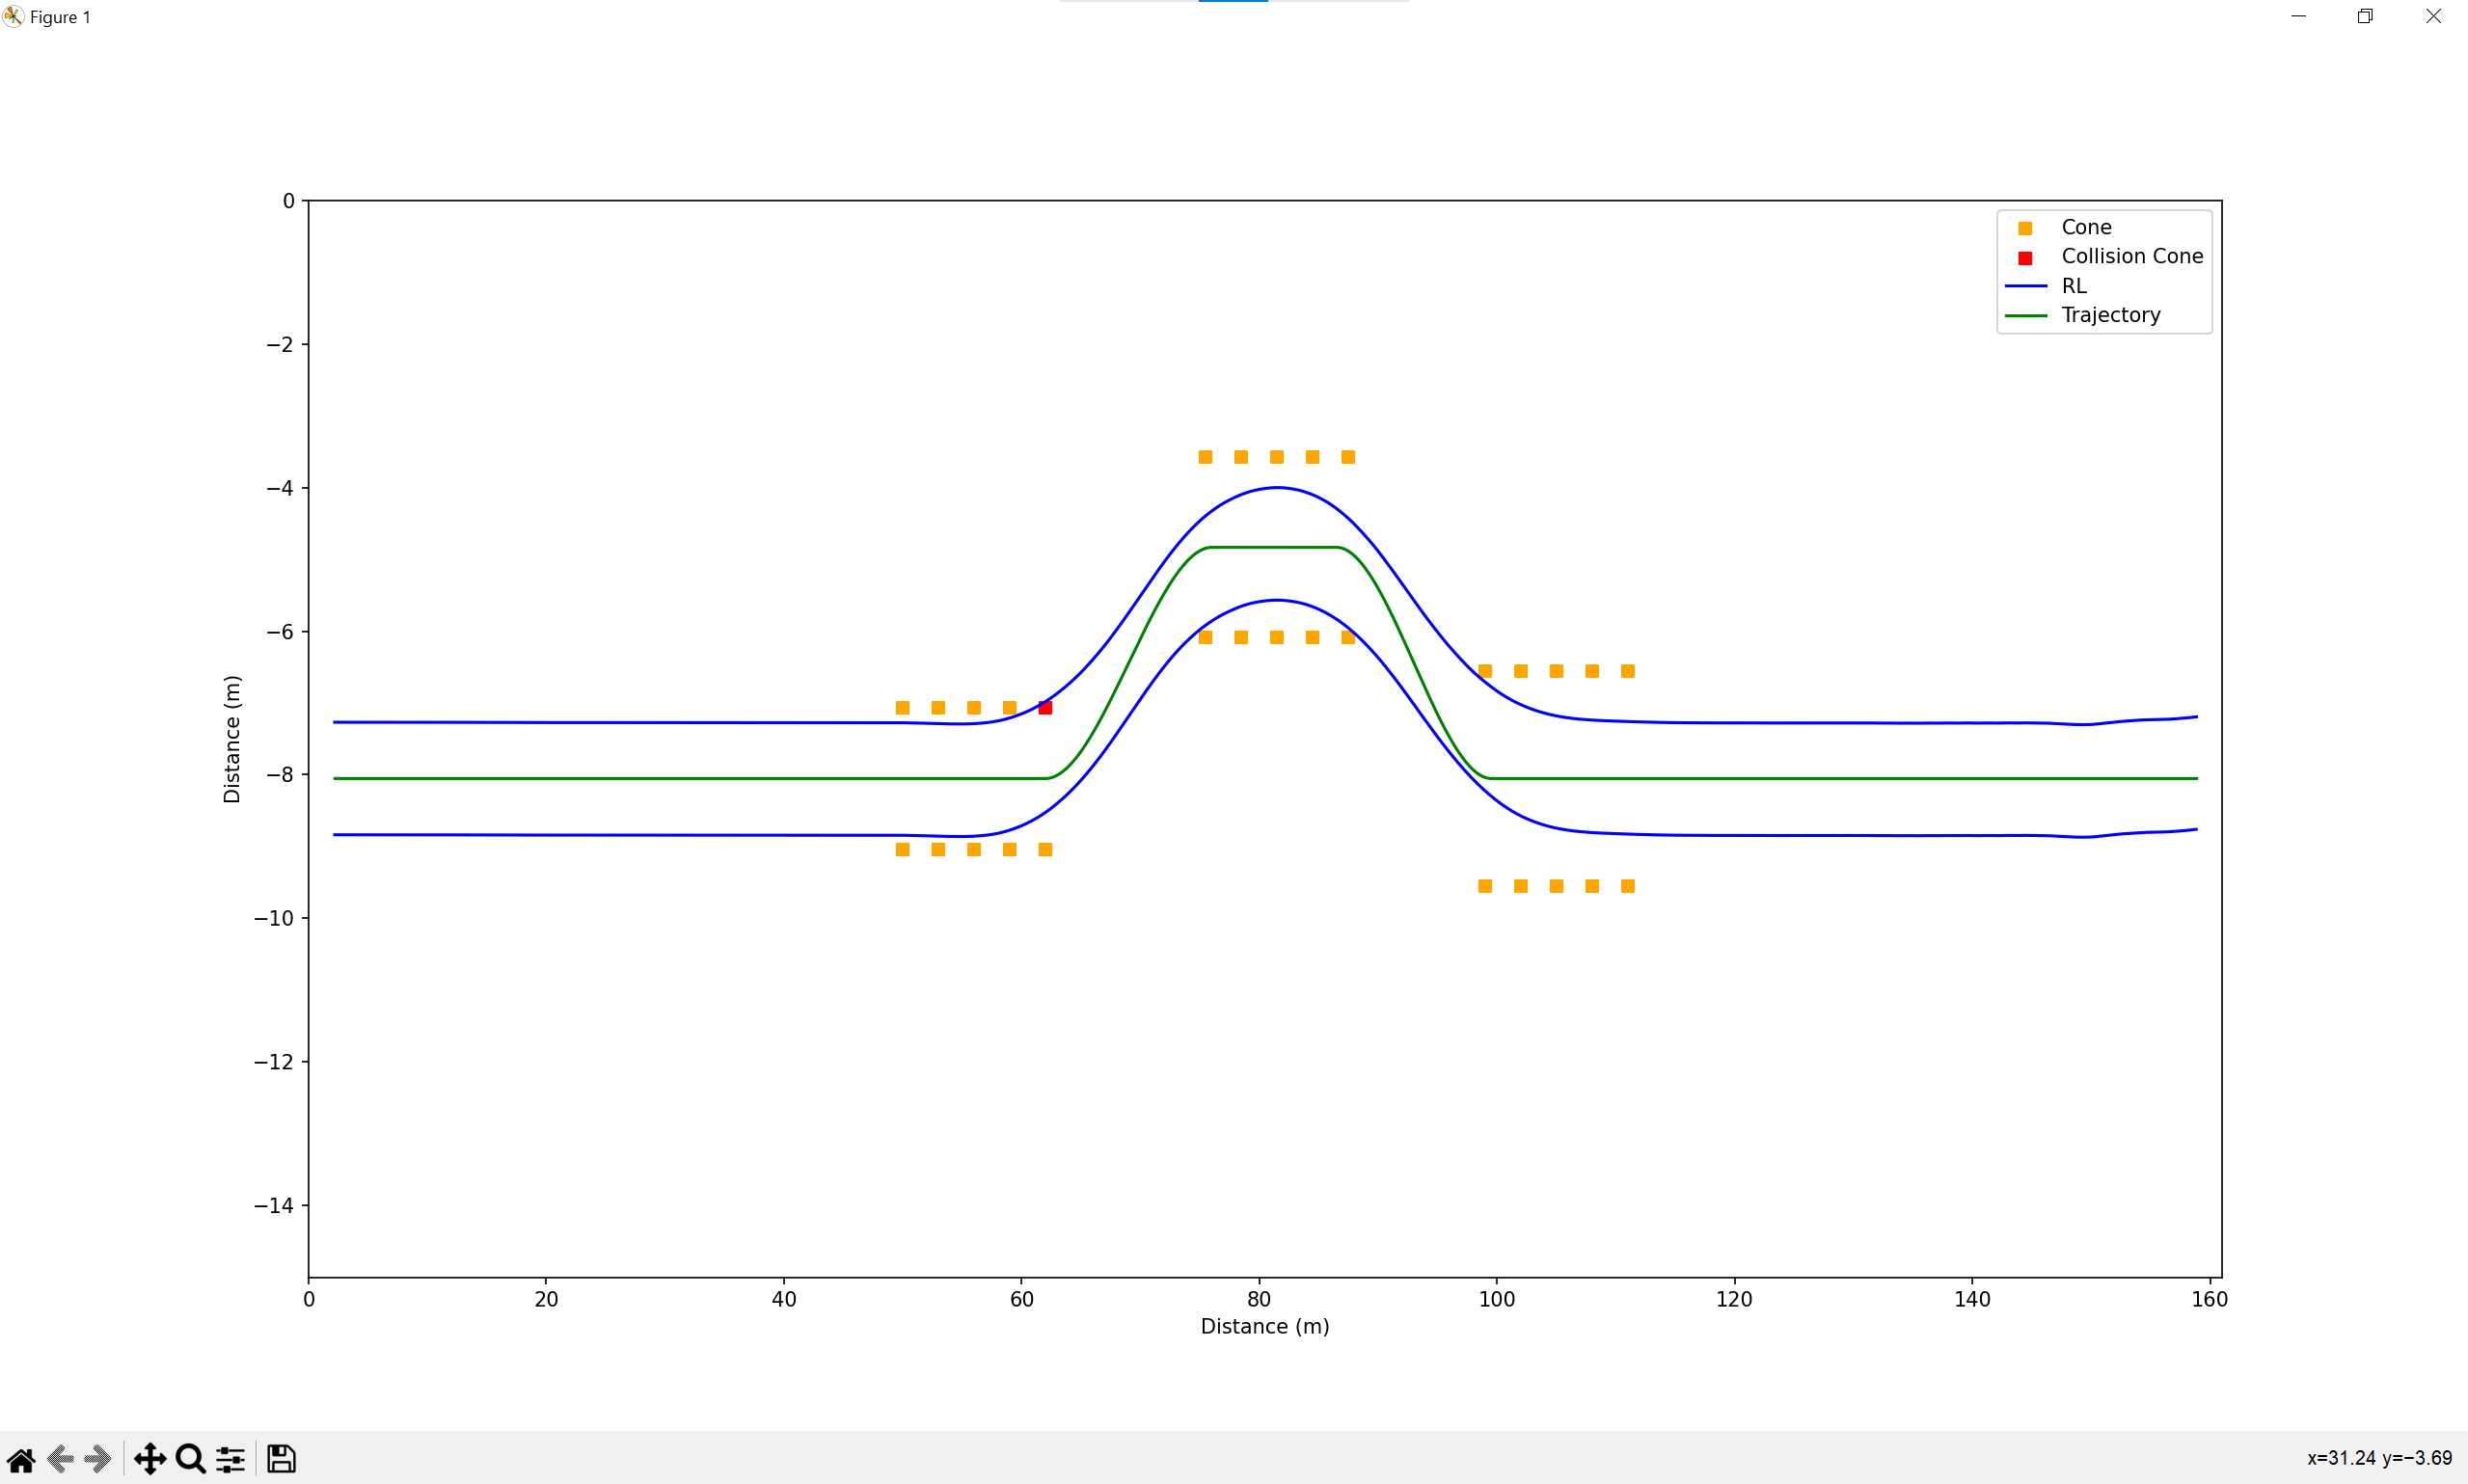 Figure 1
0
−2
−4
−6
−8
−10
−12
−14
Distance (m)
Cone
Collision Cone
RL
Trajectory
0 20 40 60 80 100 120 140 160
Distance (m)
x=31.24 y=−3.69